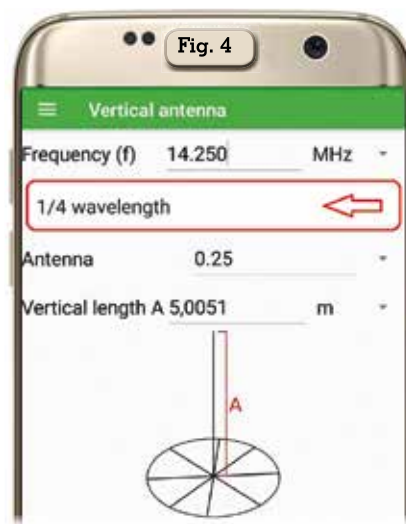 Fig. 4
Vertical antenna
Frequency (f) 14.250 MHz
1/4 wavelength
Antenna 0.25
Vertical length A 5,0051 m
A